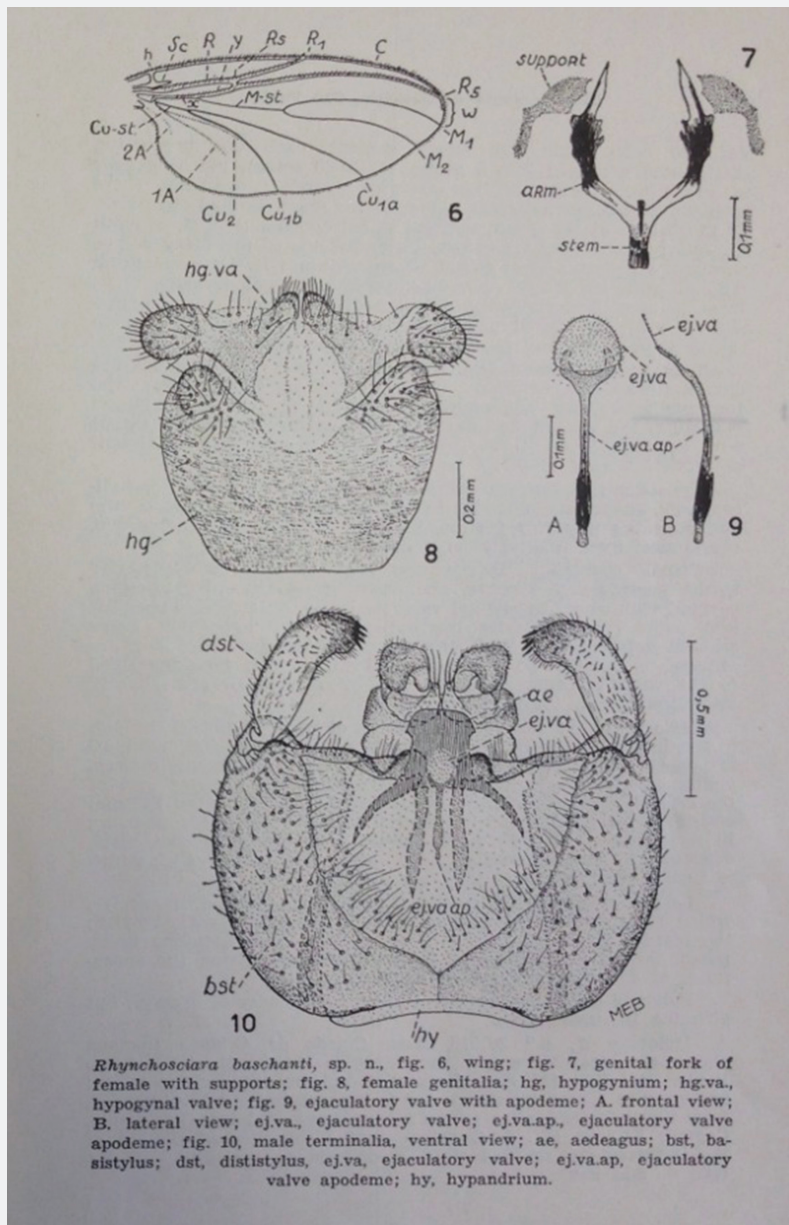 h Sc R y Rs R1 C
Rs
w
M1
M2
M-st.
x
Cu-st.
2A
1A
Cu2
Cu1b
Cu1a
6
support
7
arm
stem
0,1mm
hg.va
hg
0.2mm
8
ej.va
ej.va
ej.va.ap
0.1mm
A
B
9
dst
ae
ej.va
0,5mm
ej.va.ap
bst
hy
MEB
10
Rhynchosciara baschanti, sp. n., fig. 6, wing; fig. 7, genital fork of
female with supports; fig. 8, female genitalia; hg, hypogynium; hg.va.,
hypogynal valve; fig. 9, ejaculatory valve with apodeme; A. frontal view;
B. lateral view; ej.va., ejaculatory valve; ej.va.ap., ejaculatory valve
apodeme; fig. 10, male terminalia, ventral view; ae, aedeagus; bst, ba-
sistylus; dst, dististylus, ej.va, ejaculatory valve; ej.va.ap, ejaculatory
valve apodeme; hy, hypandrium.